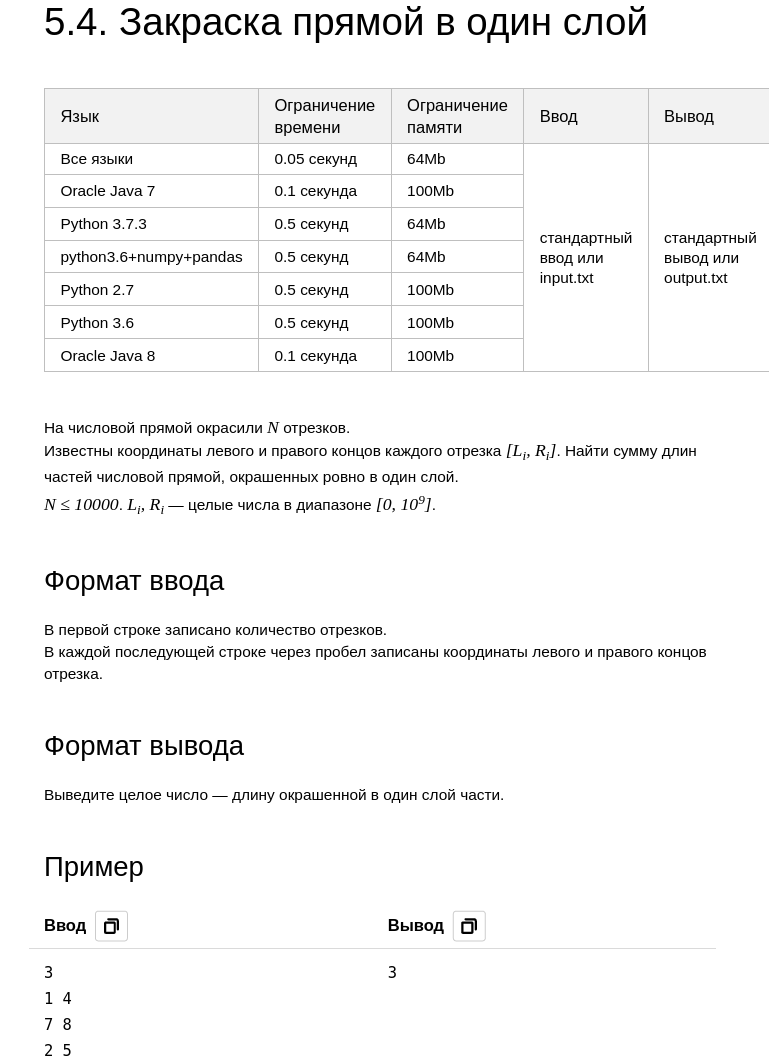 5.4. Закраска прямой в один слой
Язык
Ограничение времени
Ограничение памяти
Ввод
Вывод
Все языки 0.05 секунд 64Mb
Oracle Java 7 0.1 секунда 100Mb
Python 3.7.3 0.5 секунд 64Mb
python3.6+numpy+pandas 0.5 секунд 64Mb
Python 2.7 0.5 секунд 100Mb
Python 3.6 0.5 секунд 100Mb
Oracle Java 8 0.1 секунда 100Mb
стандартный
ввод или
input.txt
стандартный
вывод или
output.txt
На числовой прямой окрасили N отрезков.
Известны координаты левого и правого концов каждого отрезка [Li, Ri]. Найти сумму длин
частей числовой прямой, окрашенных ровно в один слой.
N ≤ 10000. Li, Ri — целые числа в диапазоне [0, 10⁹].
Формат ввода
В первой строке записано количество отрезков.
В каждой последующей строке через пробел записаны координаты левого и правого концов
отрезка.
Формат вывода
Выведите целое число — длину окрашенной в один слой части.
Пример
Ввод Вывод
3 3
1 4
7 8
2 5